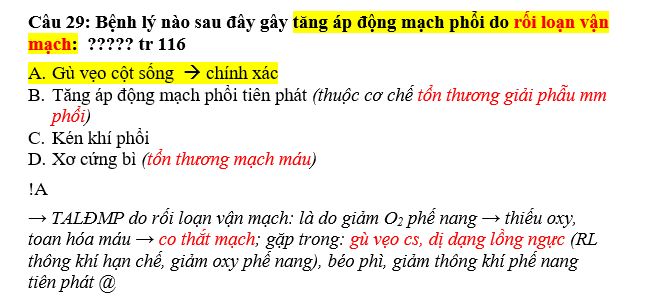 Câu 29: Bệnh lý nào sau đây gây tăng áp động mạch phổi do rối loạn vận
mạch: ????? tr 116
A. Gù vẹo cột sống → chính xác
B. Tăng áp động mạch phổi tiên phát (thuộc cơ chế tổn thương giải phẫu mm
phổi)
C. Kén khí phổi
D. Xơ cứng bì (tổn thương mạch máu)
!A
→ TALĐMP do rối loạn vận mạch: là do giảm O2 phế nang → thiếu oxy,
toan hóa máu → co thắt mạch; gặp trong: gù vẹo cs, dị dạng lồng ngực (RL
thông khí hạn chế, giảm oxy phế nang), béo phì, giảm thông khí phế nang
tiên phát @